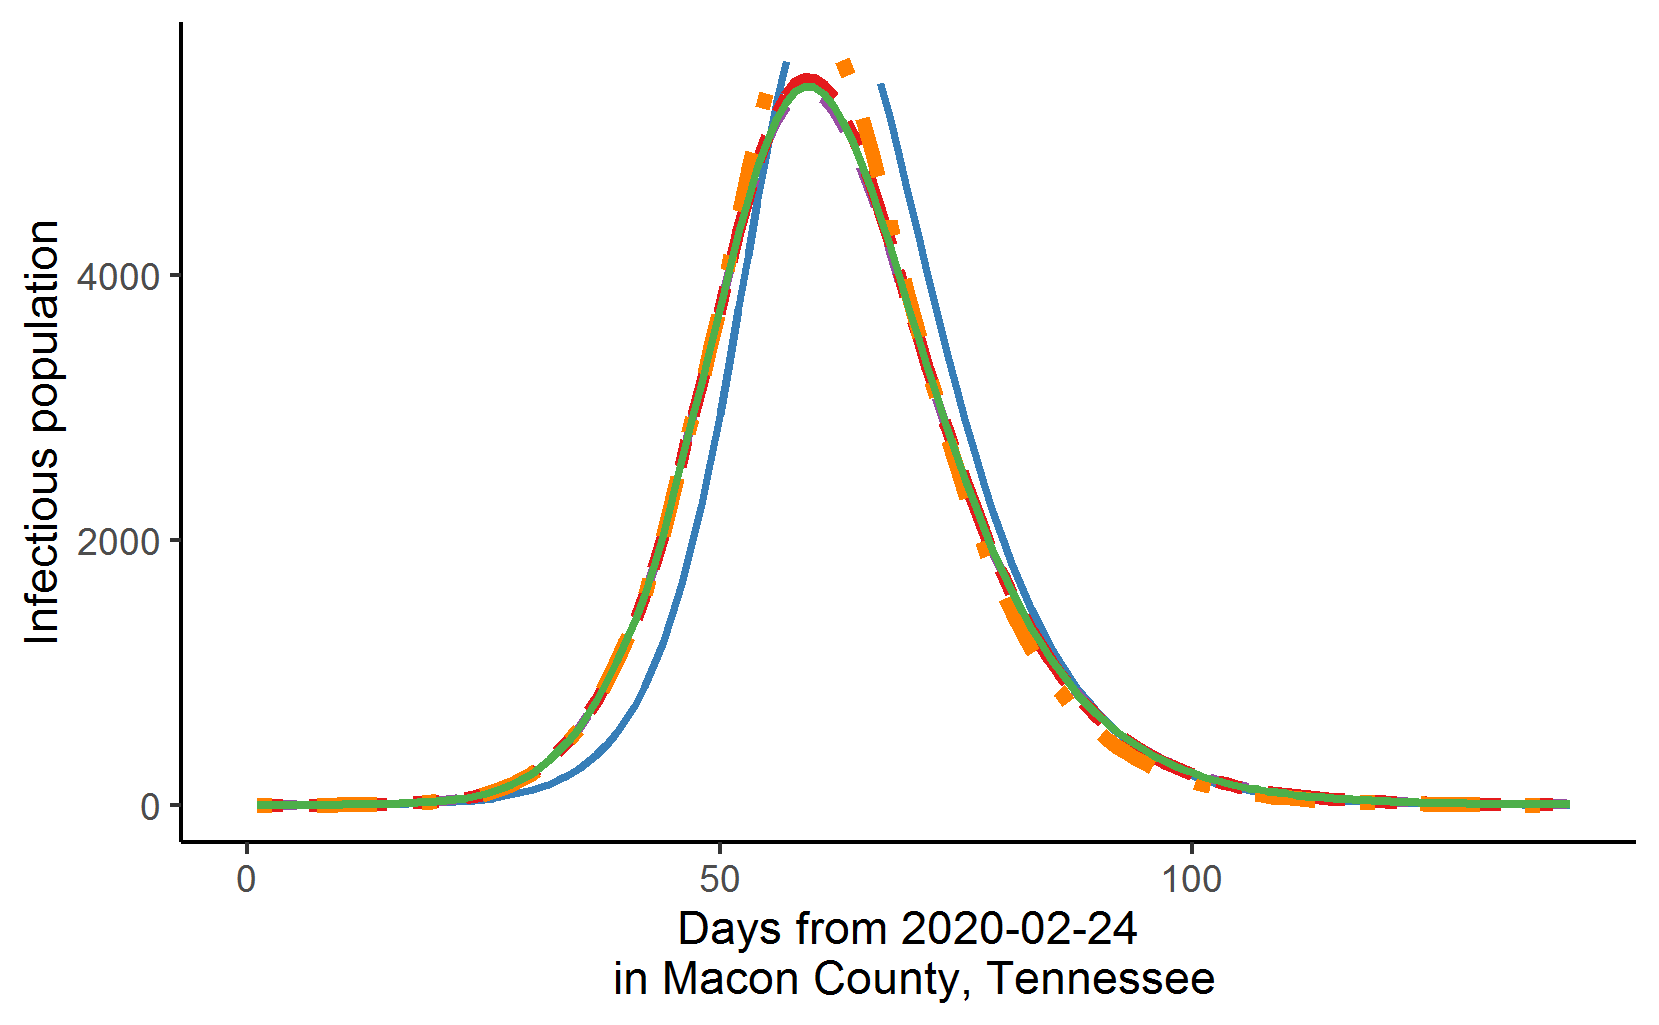 Infectious population
4000
2000
0
0 50 100
Days from 2020-02-24
in Macon County, Tennessee